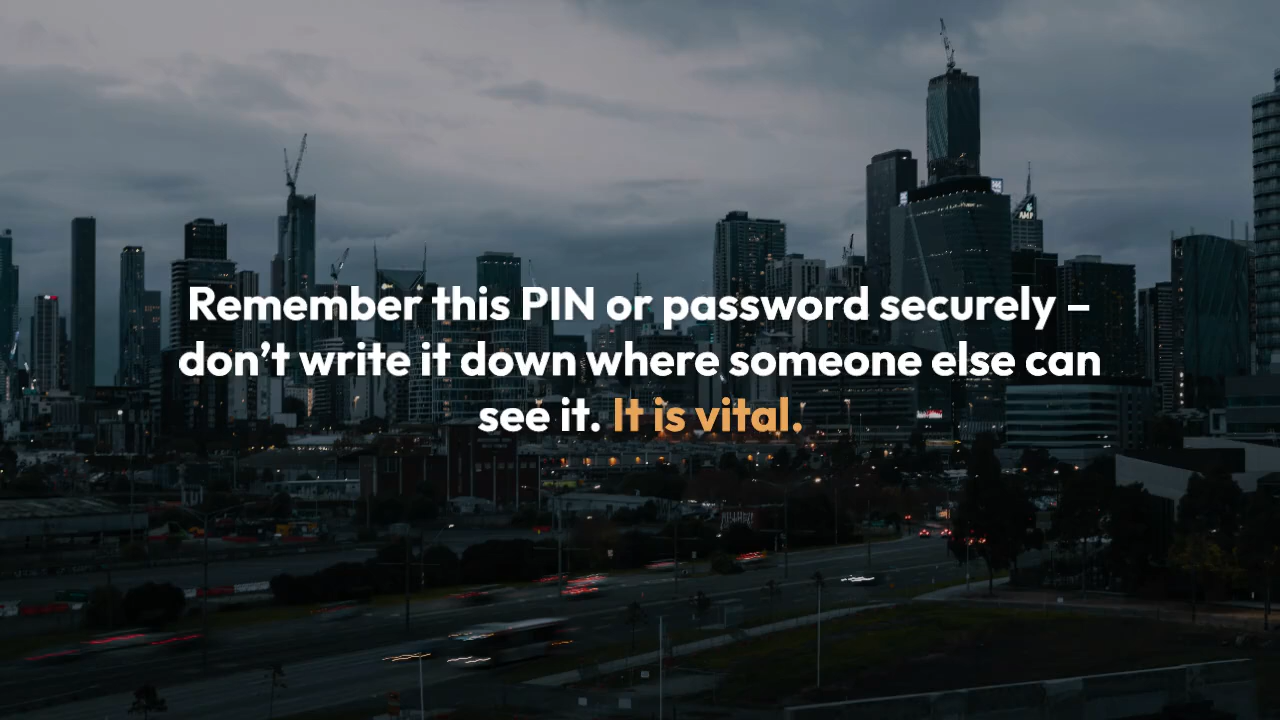 Remember this PIN or password securely –
don’t write it down where someone else can
see it. It is vital.
AMP